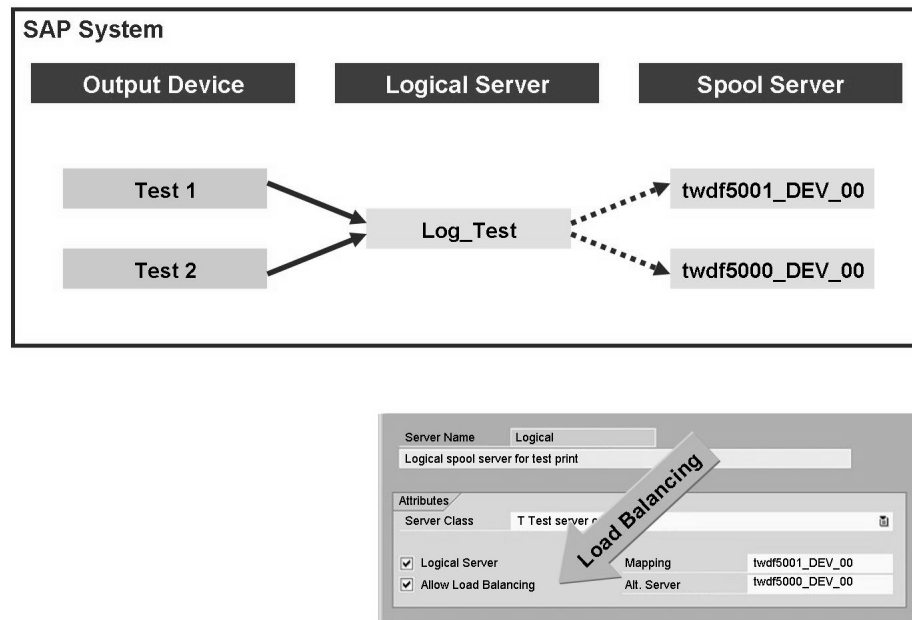 SAP System
Output Device
Logical Server
Spool Server
Test 1
twdf5001_DEV_00
Log_Test
Test 2
twdf5000_DEV_00
Server Name Logical
Logical spool server for test print
Load Balancing
Attributes
Server Class T Test server
Logical Server Mapping twdf5001_DEV_00
Allow Load Balancing Alt. Server twdf5000_DEV_00